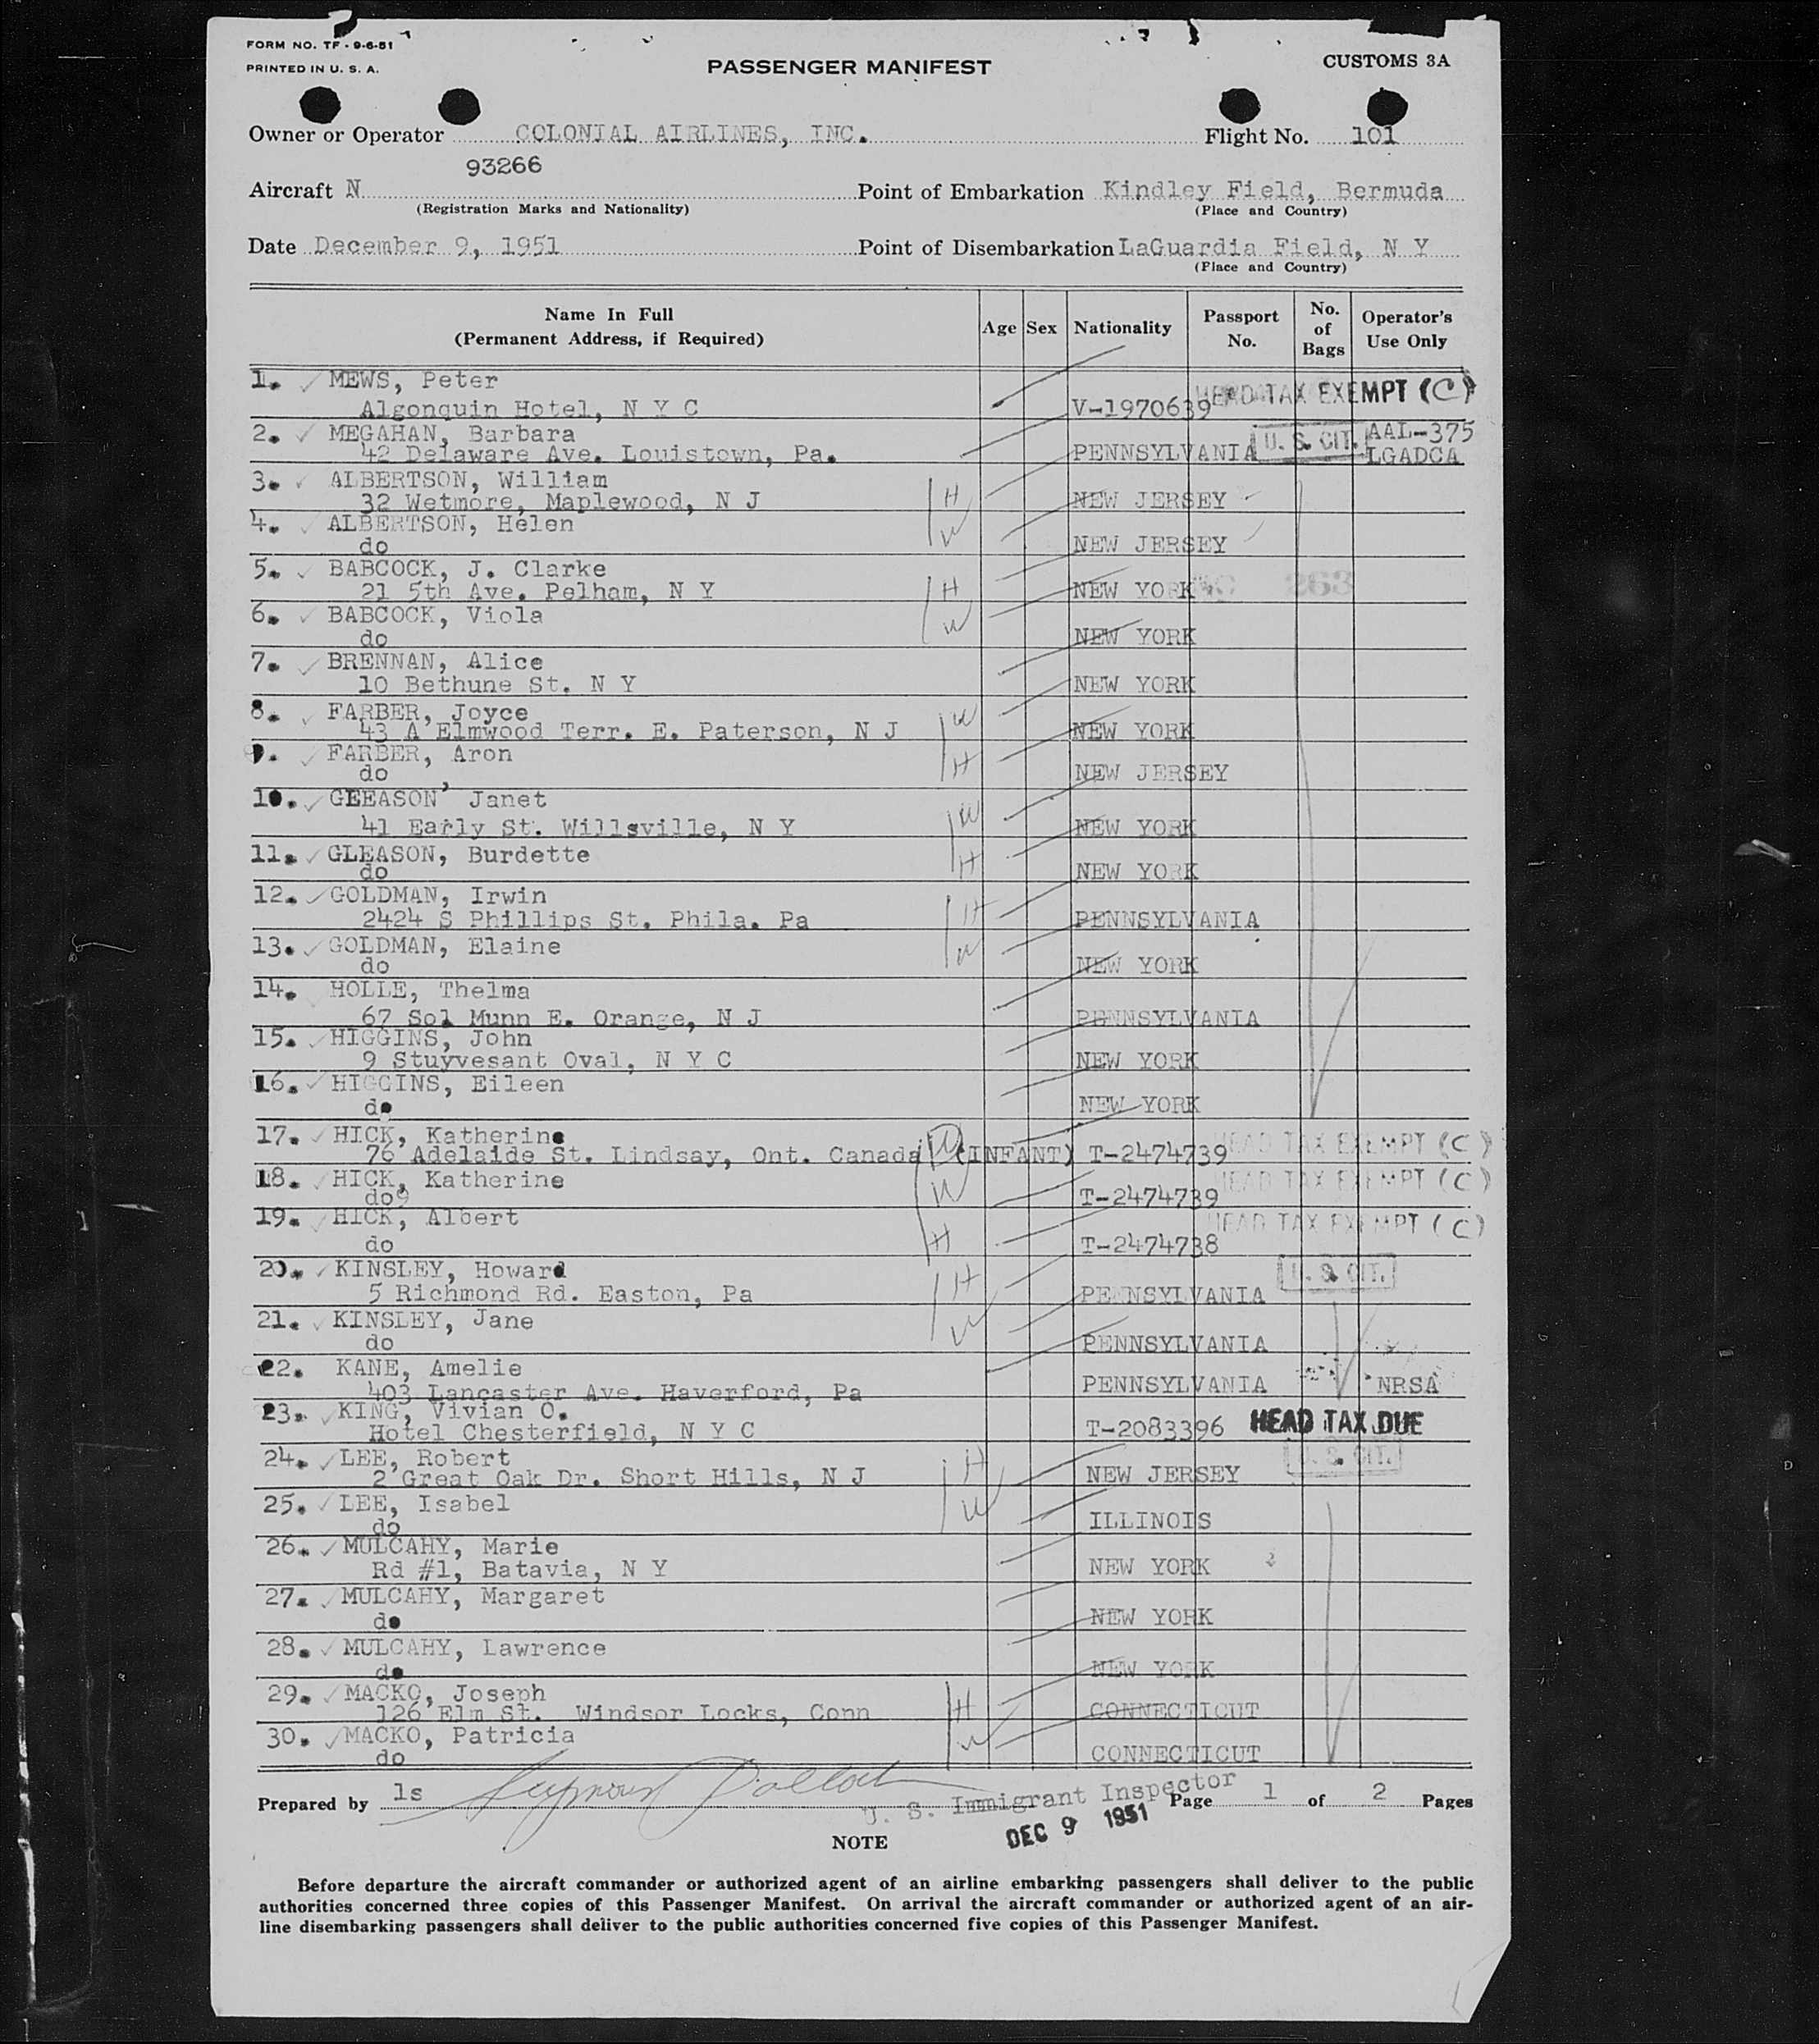 FORM NO. TF - 9-6-51
PRINTED IN U. S. A.
PASSENGER MANIFEST
CUSTOMS 3A
Owner or Operator COLONIAL AIRLINES, INC. Flight No. 101
93266
Aircraft N Point of Embarkation Kindley Field, Bermuda
(Registration Marks and Nationality) (Place and Country)
Date December 9, 1951 Point of Disembarkation LaGuardia Field, N Y
(Place and Country)
Name In Full (Permanent Address, if Required) Age Sex Nationality Passport No. No. of Bags Operator's Use Only
1. MEWS, Peter HEAD TAX EXEMPT (C)
Algonquin Hotel, N Y C V-1970639
2. MEGAHAN, Barbara U. S. CIT. AAL-375
42 Delaware Ave. Louistown, Pa. PENNSYLVANIA LGADCA
3. ALBERTSON, William H
32 Wetmore, Maplewood, N J NEW JERSEY
4. ALBERTSON, Helen W
do NEW JERSEY
5. BABCOCK, J. Clarke H
21 5th Ave. Pelham, N Y NEW YORK 263
6. BABCOCK, Viola W
do NEW YORK
7. BRENNAN, Alice
10 Bethune St. N Y NEW YORK
8. FARBER, Joyce W
43 A Elmwood Terr. E. Paterson, N J NEW YORK
9. FARBER, Aron H
do NEW JERSEY
10. GEEASON, Janet W
41 Early St. Willsville, N Y NEW YORK
11. GLEASON, Burdette H
do NEW YORK
12. GOLDMAN, Irwin H
2424 S Phillips St. Phila. Pa PENNSYLVANIA
13. GOLDMAN, Elaine W
do NEW YORK
14. HOLLE, Thelma
67 Sol Munn E. Orange, N J PENNSYLVANIA
15. HIGGINS, John
9 Stuyvesant Oval, N Y C NEW YORK
16. HIGGINS, Eileen
do NEW YORK
17. HICK, Katherine HEAD TAX EXEMPT (C)
76 Adelaide St. Lindsay, Ont. Canada (INFANT) T-2474739
18. HICK, Katherine W HEAD TAX EXEMPT (C)
do9 T-2474739
19. HICK, Albert H HEAD TAX EXEMPT (C)
do T-2474738
20. KINSLEY, Howard H U. S. CIT.
5 Richmond Rd. Easton, Pa PENNSYLVANIA
21. KINSLEY, Jane W
do PENNSYLVANIA
22. KANE, Amelie
403 Lancaster Ave. Haverford, Pa PENNSYLVANIA NRSA
23. KING, Vivian O. HEAD TAX DUE
Hotel Chesterfield, N Y C T-2083396
24. LEE, Robert H U. S. CIT.
2 Great Oak Dr. Short Hills, N J NEW JERSEY
25. LEE, Isabel W
do ILLINOIS
26. MULCAHY, Marie
Rd #1, Batavia, N Y NEW YORK
27. MULCAHY, Margaret
do NEW YORK
28. MULCAHY, Lawrence
do NEW YORK
29. MACKO, Joseph H
126 Elm St. Windsor Locks, Conn CONNECTICUT
30. MACKO, Patricia W
do CONNECTICUT
Prepared by ls Seymour U. S. Immigrant Inspector Page 1 of 2 Pages
DEC 9 1951
NOTE
Before departure the aircraft commander or authorized agent of an airline embarking passengers shall deliver to the public
authorities concerned three copies of this Passenger Manifest. On arrival the aircraft commander or authorized agent of an air-
line disembarking passengers shall deliver to the public authorities concerned five copies of this Passenger Manifest.